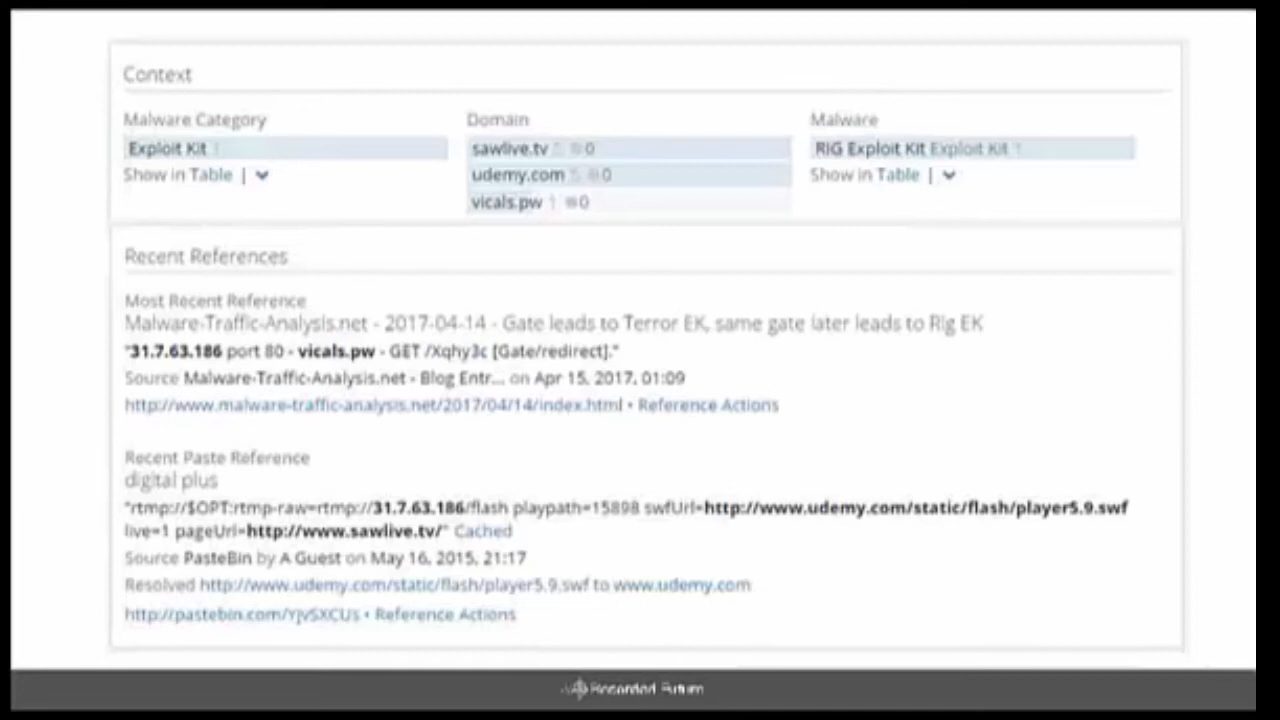 Context
Malware Category Domain Malware
Exploit Kit 1 sawlive.tv 5 0 RIG Exploit Kit Exploit Kit 1
Show in Table | udemy.com 5 0 Show in Table |
vicals.pw 1 0
Recent References
Most Recent Reference
Malware-Traffic-Analysis.net - 2017-04-14 - Gate leads to Terror EK, same gate later leads to Rig EK
"31.7.63.186 port 80 - vicals.pw - GET /Xqhy3c [Gate/redirect]."
Source Malware-Traffic-Analysis.net - Blog Entr... on Apr 15, 2017, 01:09
http://www.malware-traffic-analysis.net/2017/04/14/index.html • Reference Actions
Recent Paste Reference
digital plus
"rtmp://$OPT:rtmp-raw=rtmp://31.7.63.186/flash playpath=15898 swfUrl=http://www.udemy.com/static/flash/player5.9.swf
live=1 pageUrl=http://www.sawlive.tv/" Cached
Source PasteBin by A Guest on May 16, 2015, 21:17
Resolved http://www.udemy.com/static/flash/player5.9.swf to www.udemy.com
http://pastebin.com/YJvSXCUs • Reference Actions
Recorded Future